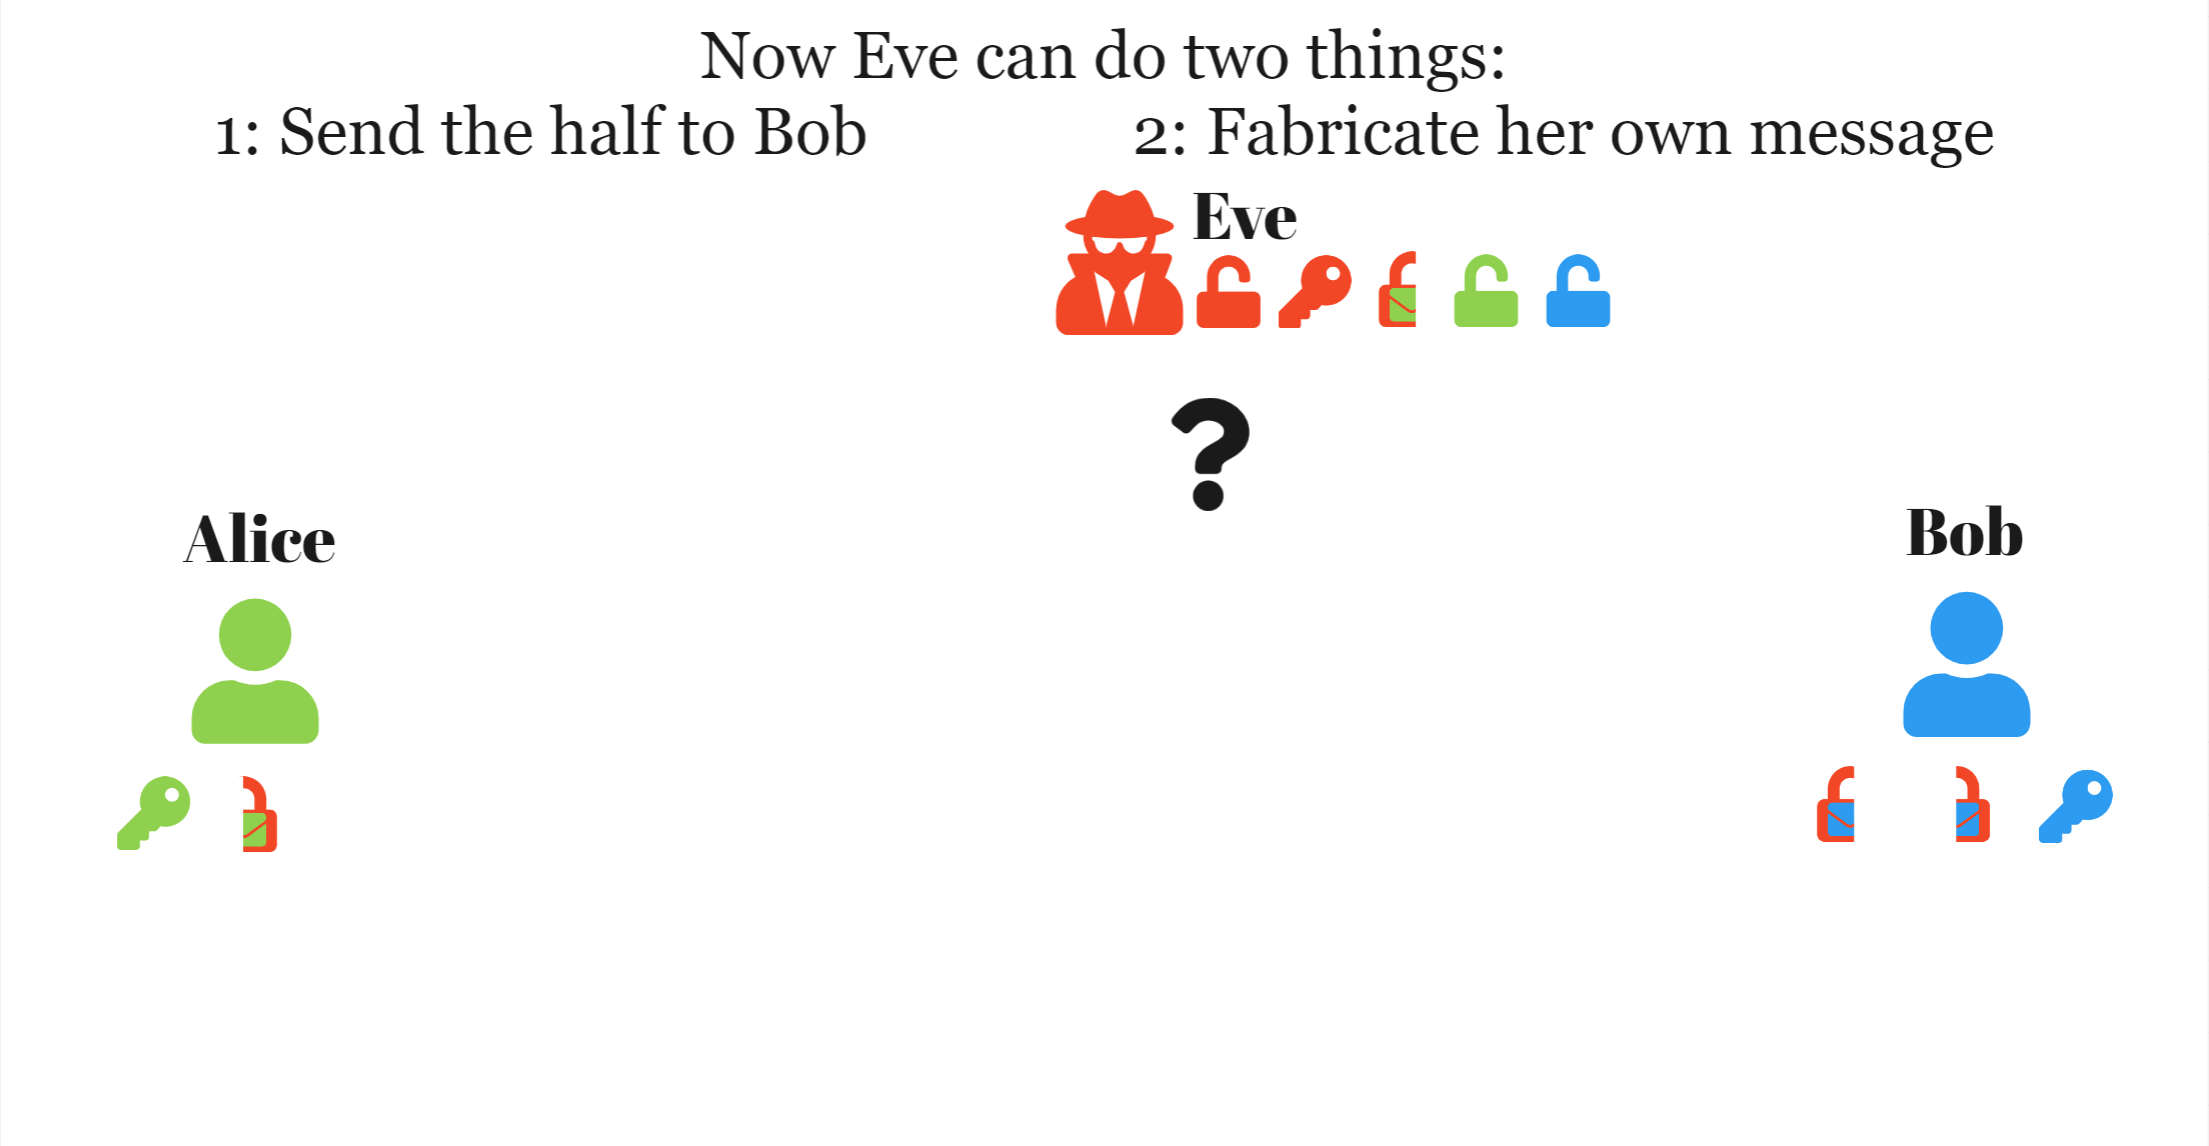 Now Eve can do two things:
1: Send the half to Bob
2: Fabricate her own message
Eve
?
Alice
Bob